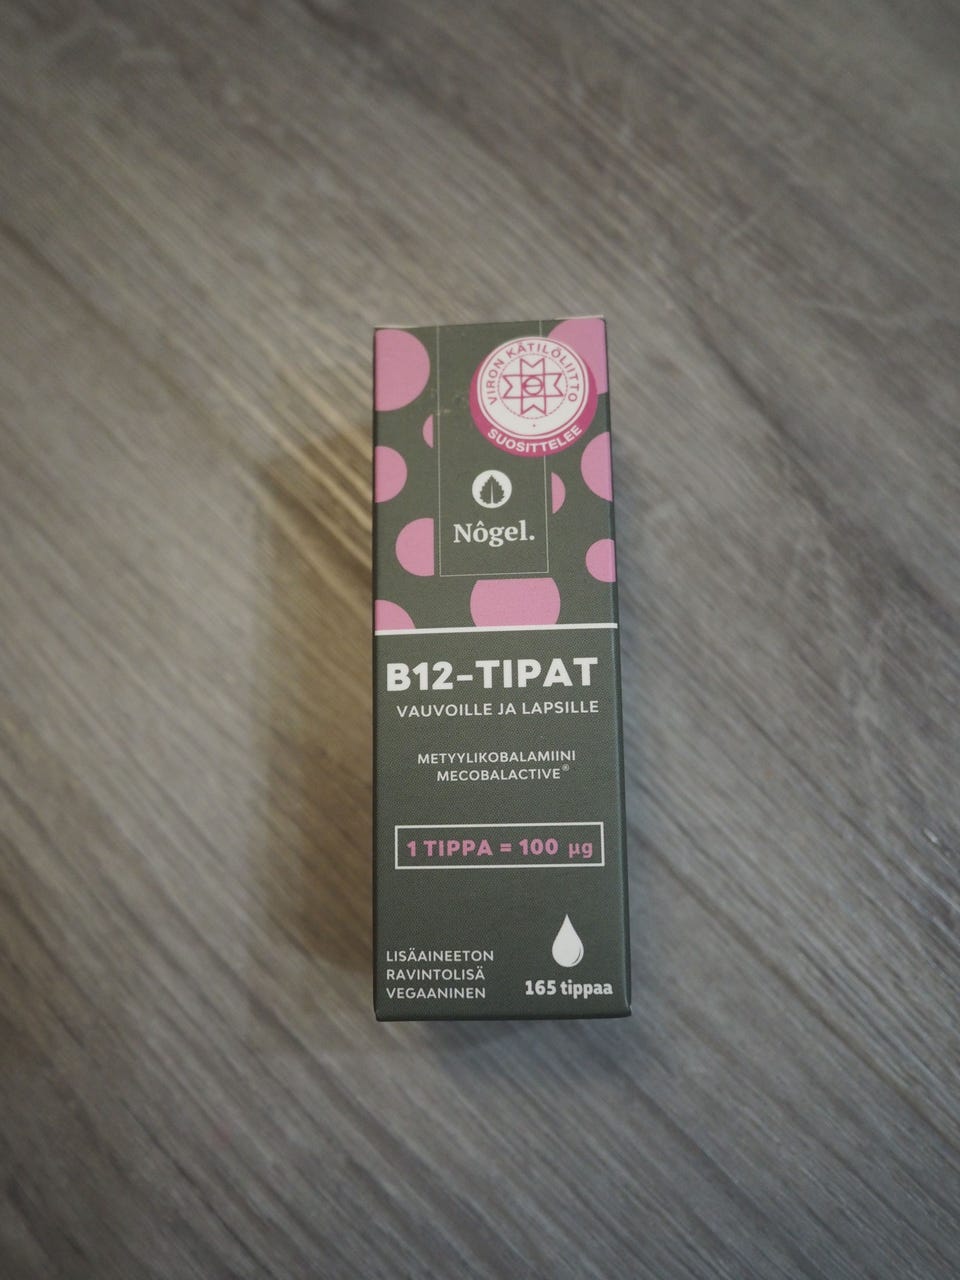 VIRON KÄTILÖLIITTO
e
SUOSITTELEE
Nôgel.
B12-TIPAT
VAUVOILLE JA LAPSILLE
METYYLIKOBALAMIINI
MECOBALACTIVE®
1 TIPPA = 100 µg
LISÄAINEETON
RAVINTOLISÄ
VEGAANINEN
165 tippaa